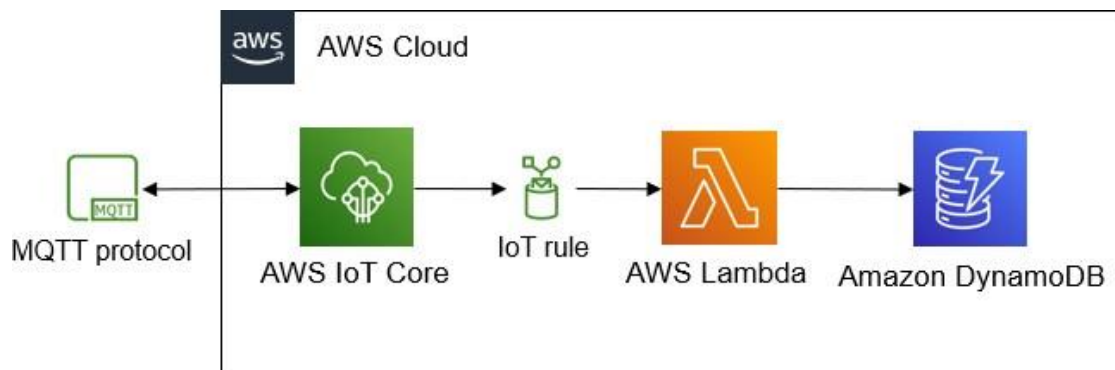 aws
AWS Cloud
MQTT
MQTT protocol
AWS IoT Core
IoT rule
AWS Lambda
Amazon DynamoDB